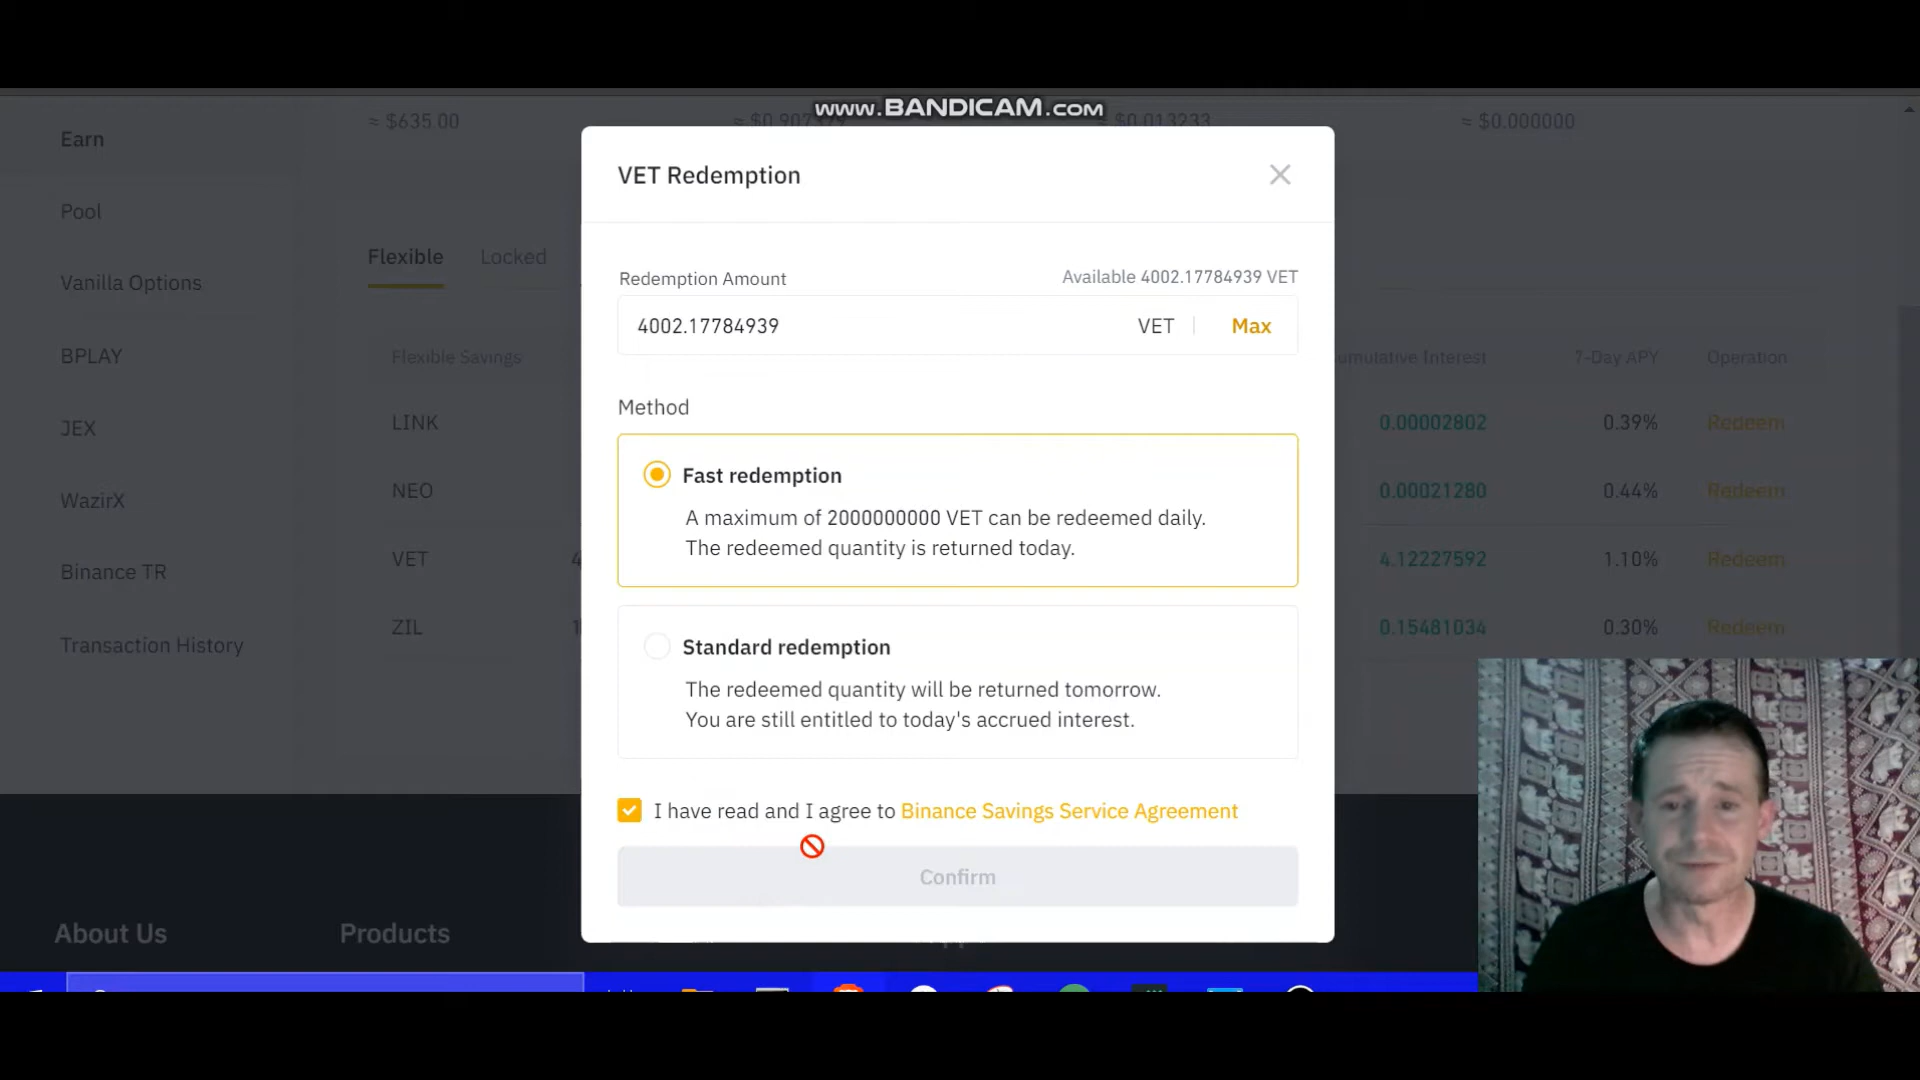 www.BANDICAM.com
≈ $635.00
≈ $0.907379
≈ $0.013233
≈ $0.000000
Earn
Pool
Vanilla Options
BPLAY
JEX
WazirX
Binance TR
Transaction History
Flexible
Locked
Flexible Savings
7-Day APY
Operation
LINK
0.00002802
0.39%
Redeem
NEO
0.00021280
0.44%
Redeem
VET
4.12227592
1.10%
Redeem
ZIL
0.15481034
0.30%
Redeem
VET Redemption
Redemption Amount
Available 4002.17784939 VET
4002.17784939
VET
Max
Method
Fast redemption
A maximum of 2000000000 VET can be redeemed daily.
The redeemed quantity is returned today.
Standard redemption
The redeemed quantity will be returned tomorrow.
You are still entitled to today's accrued interest.
I have read and I agree to Binance Savings Service Agreement
Confirm
About Us
Products